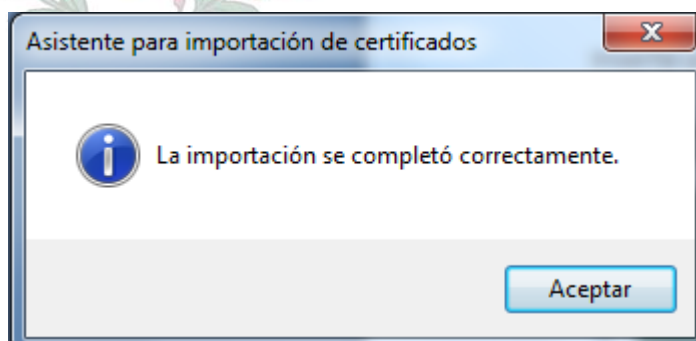 Asistente para importación de certificados
La importación se completó correctamente.
Aceptar